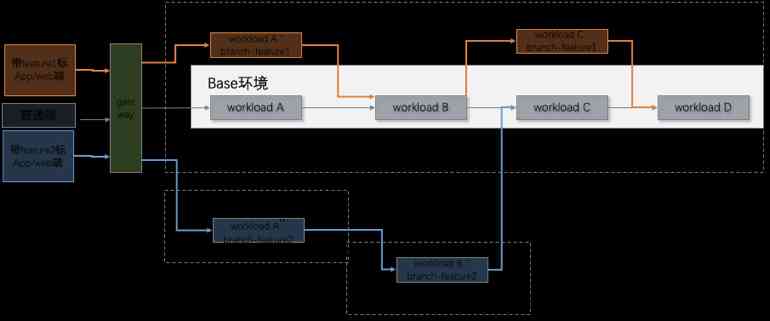 带feature1标
App/web端
普通端
带feature2标
App/web端
gate
way
workload A '
branch-feature1
workload C '
branch-feature1
Base环境
workload A
workload B
workload C
workload D
workload A ''
branch-feature2
workload B ''
branch-feature2